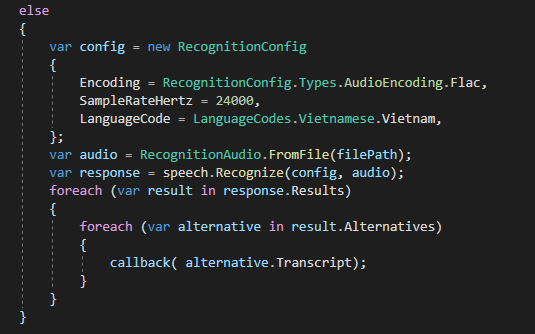 else
{
var config = new RecognitionConfig
{
Encoding = RecognitionConfig.Types.AudioEncoding.Flac,
SampleRateHertz = 24000,
LanguageCode = LanguageCodes.Vietnamese.Vietnam,
};
var audio = RecognitionAudio.FromFile(filePath);
var response = speech.Recognize(config, audio);
foreach (var result in response.Results)
{
foreach (var alternative in result.Alternatives)
{
callback( alternative.Transcript);
}
}
}